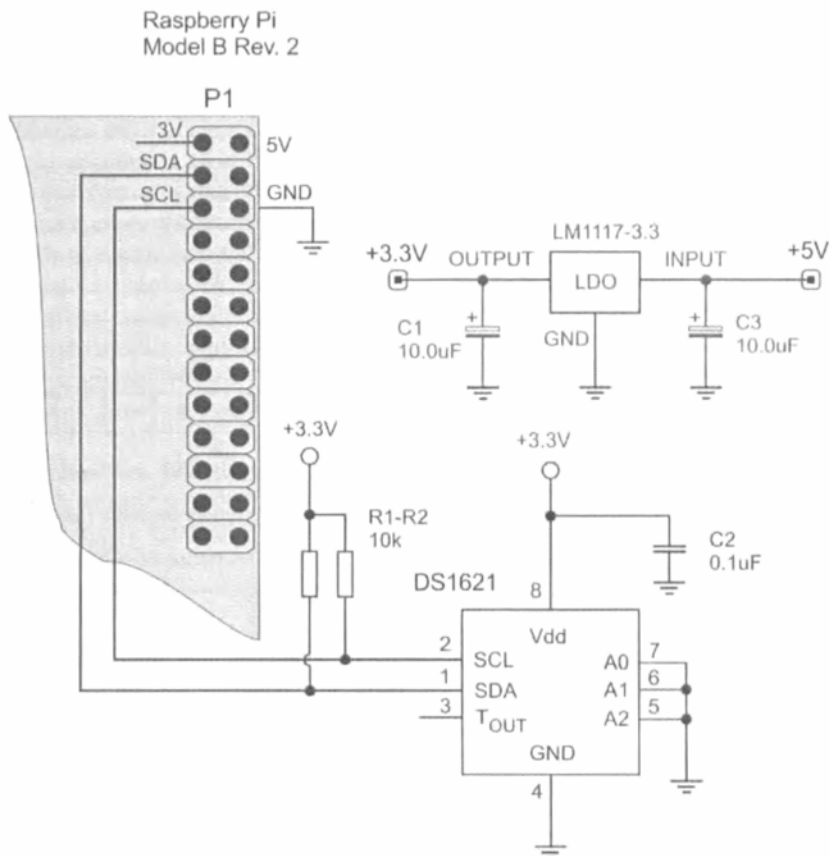 Raspberry Pi
Model B Rev. 2
P1
3V
5V
SDA
SCL
GND
LM1117-3.3
+3.3V
OUTPUT
LDO
INPUT
+5V
+
C1
10.0uF
GND
+
C3
10.0uF
+3.3V
R1-R2
10k
+3.3V
C2
0.1uF
DS1621
8
Vdd
2
SCL
A0
7
1
SDA
A1
6
3
TOUT
A2
5
GND
4